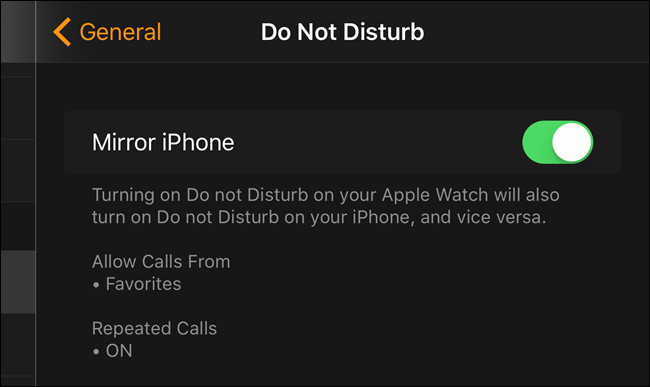 General
Do Not Disturb
Mirror iPhone
Turning on Do not Disturb on your Apple Watch will also
turn on Do not Disturb on your iPhone, and vice versa.
Allow Calls From
• Favorites
Repeated Calls
• ON